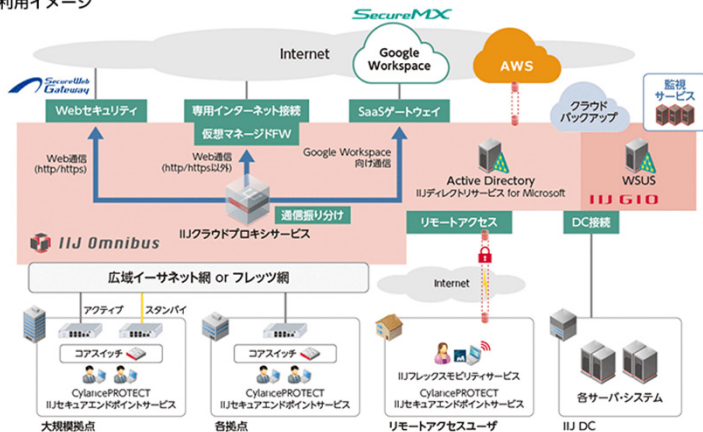 利用イメージ
SecureMX
Internet
Google
Workspace
AWS
SecureWeb
Gateway
Webセキュリティ
専用インターネット接続
仮想マネージドFW
SaaSゲートウェイ
クラウド
バックアップ
監視
サービス
Web通信
(http/https)
Web通信
(http/https以外)
Google Workspace
向け通信
Active Directory
IIJディレクトリサービス for Microsoft
WSUS
IIJ GIO
通信振り分け
IIJクラウドプロキシサービス
リモートアクセス
DC接続
IIJ Omnibus
広域イーサネット網 or フレッツ網
Internet
アクティブ
スタンバイ
コアスイッチ
CylancePROTECT
IIJセキュアエンドポイントサービス
大規模拠点
コアスイッチ
CylancePROTECT
IIJセキュアエンドポイントサービス
各拠点
IIJフレックスモビリティサービス
CylancePROTECT
IIJセキュアエンドポイントサービス
リモートアクセスユーザ
各サーバ・システム
IIJ DC